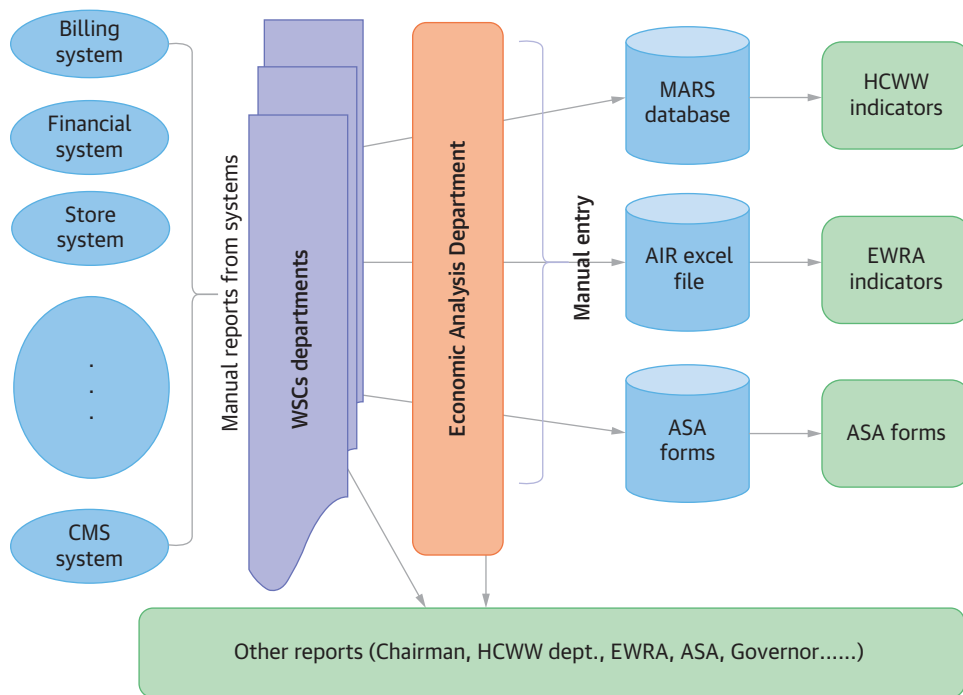 Billing
system
Financial
system
Store
system
.
.
.
CMS
system
Manual reports from systems
WSCs departments
Economic Analysis Department
Manual entry
MARS
database
AIR excel
file
ASA
forms
HCWW
indicators
EWRA
indicators
ASA forms
Other reports (Chairman, HCWW dept., EWRA, ASA, Governor......)